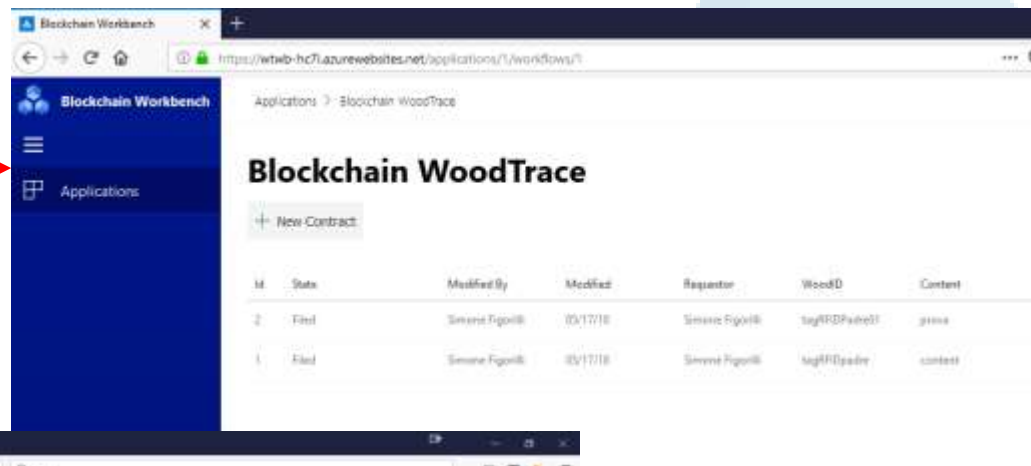 Blockchain Workbench
https://wtwb-hc7l.azurewebsites.net/applications/1/workflows/1
Blockchain Workbench
Applications > Blockchain WoodTrace
Applications
Blockchain WoodTrace
+ New Contract
Id State Modified By Modified Requestor WoodID Content
2 Filed Simone Figorilli 05/17/18 Simone Figorilli prova
1 Filed Simone Figorilli 05/17/18 Simone Figorilli content